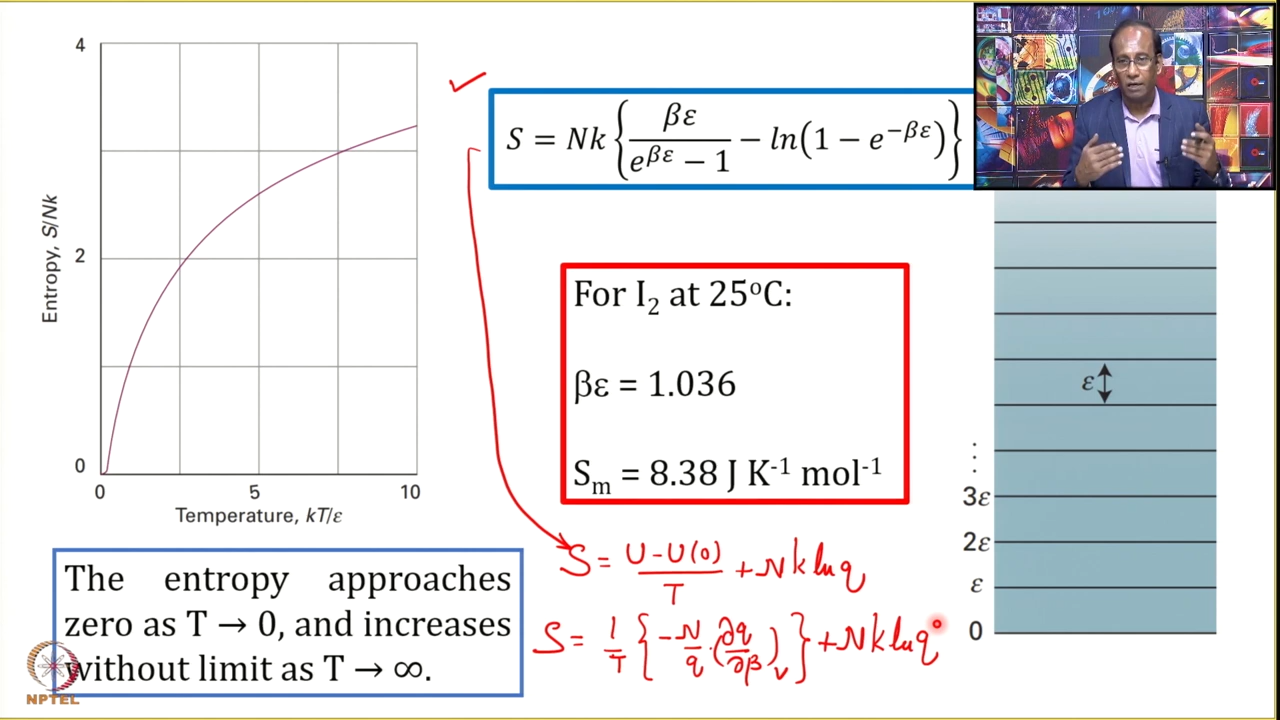 4
2
0
Entropy, S/Nk
0 5 10
Temperature, kT/ε
S = Nk { βε / (e^{βε} − 1) − ln(1 − e^{−βε}) }
For I₂ at 25ᵒC:
βε = 1.036
Sₘ = 8.38 J K⁻¹ mol⁻¹
ε
⋮
3ε
2ε
ε
0
The entropy approaches
zero as T → 0, and increases
without limit as T → ∞.
S = (U − U(0)) / T + Nk ln q
S = 1/T { −N/q · (∂q/∂β)ᵥ } + Nk ln q
NPTEL